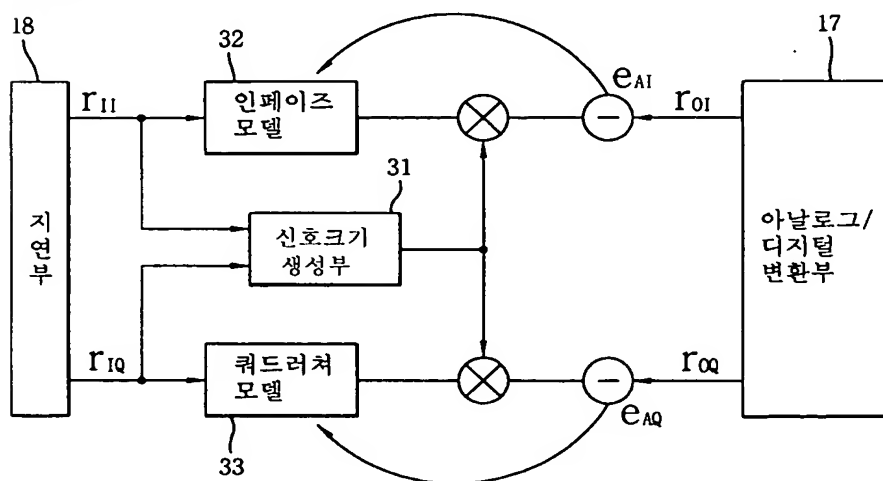 18
32
17
r_II
인페이즈
모델
e_AI
r_OI
31
지
연
부
신호크기
생성부
아날로그/
디지털
변환부
r_IQ
쿼드러쳐
모델
e_AQ
r_OQ
33